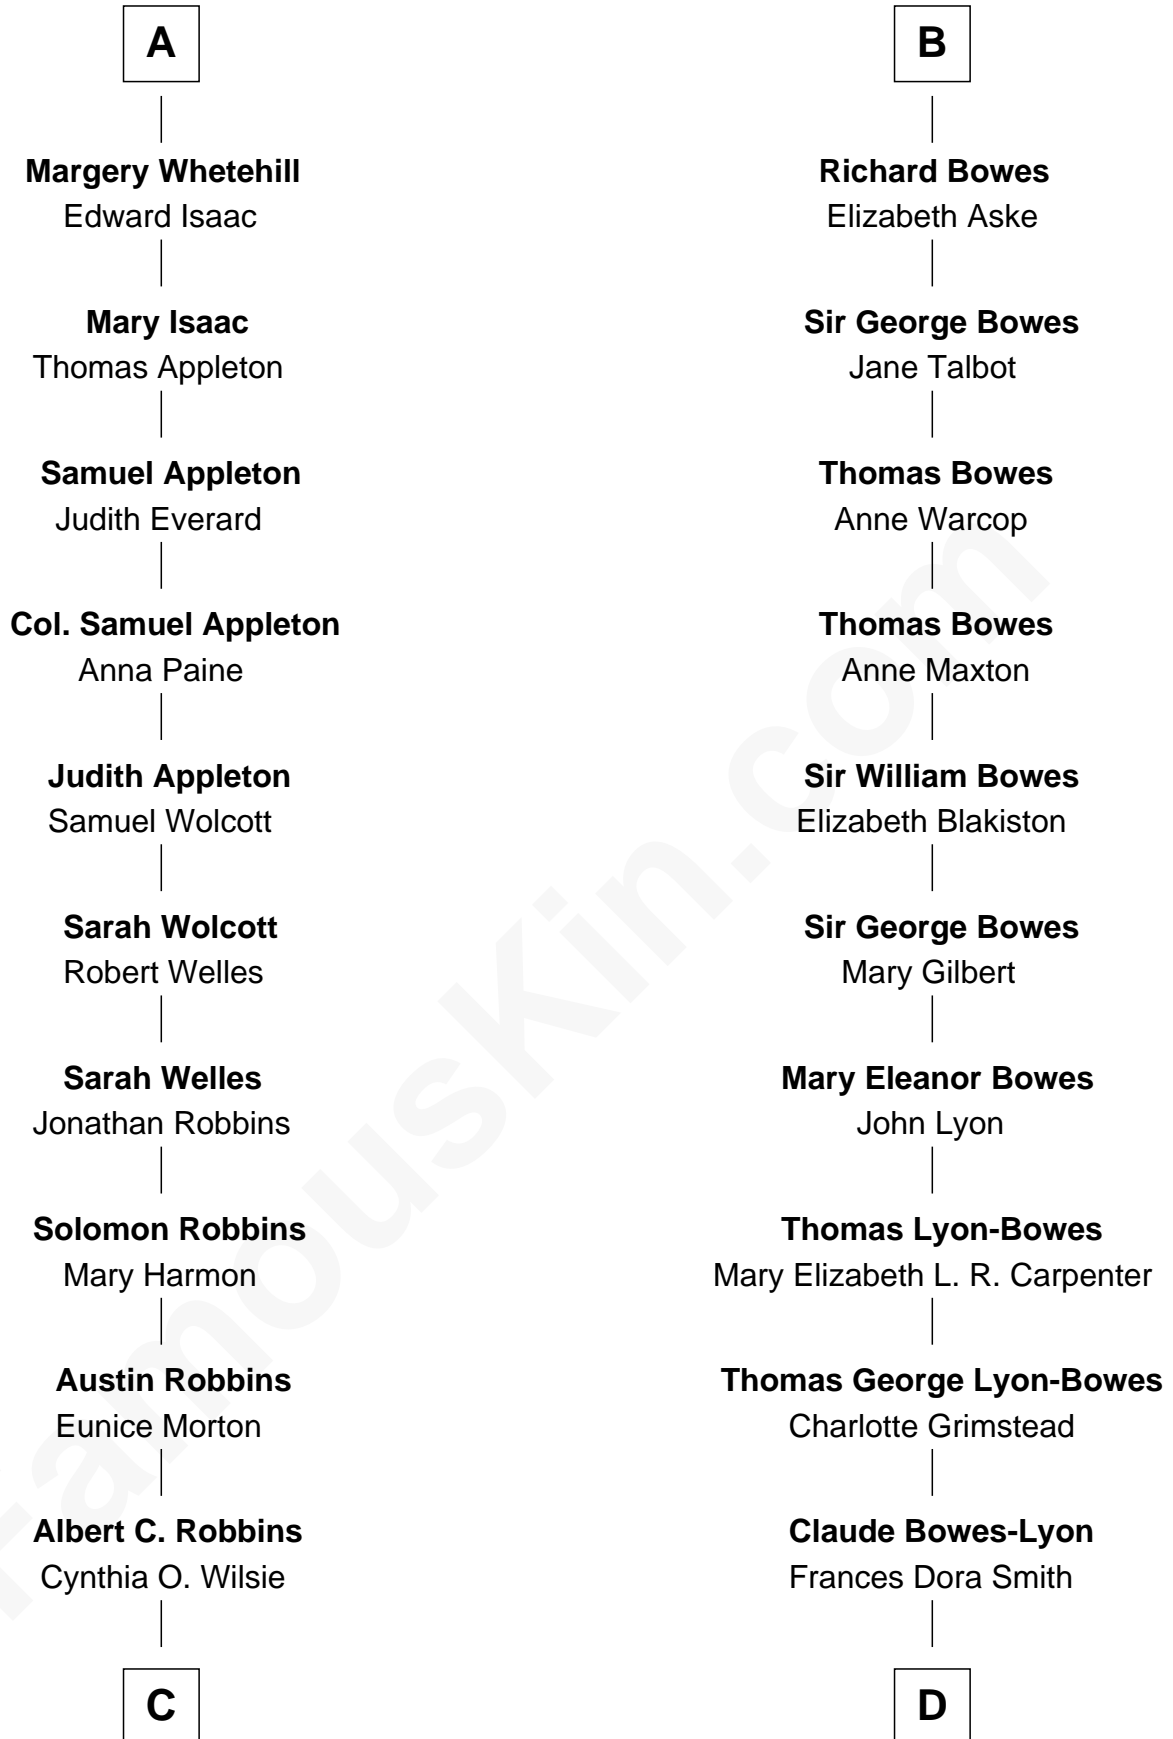 A
Margery Whetehill
Edward Isaac
Mary Isaac
Thomas Appleton
Samuel Appleton
Judith Everard
Col. Samuel Appleton
Anna Paine
Judith Appleton
Samuel Wolcott
Sarah Wolcott
Robert Welles
Sarah Welles
Jonathan Robbins
Solomon Robbins
Mary Harmon
Austin Robbins
Eunice Morton
Albert C. Robbins
Cynthia O. Wilsie
C
B
Richard Bowes
Elizabeth Aske
Sir George Bowes
Jane Talbot
Thomas Bowes
Anne Warcop
Thomas Bowes
Anne Maxton
Sir William Bowes
Elizabeth Blakiston
Sir George Bowes
Mary Gilbert
Mary Eleanor Bowes
John Lyon
Thomas Lyon-Bowes
Mary Elizabeth L. R. Carpenter
Thomas George Lyon-Bowes
Charlotte Grimstead
Claude Bowes-Lyon
Frances Dora Smith
D
FamousKin.com